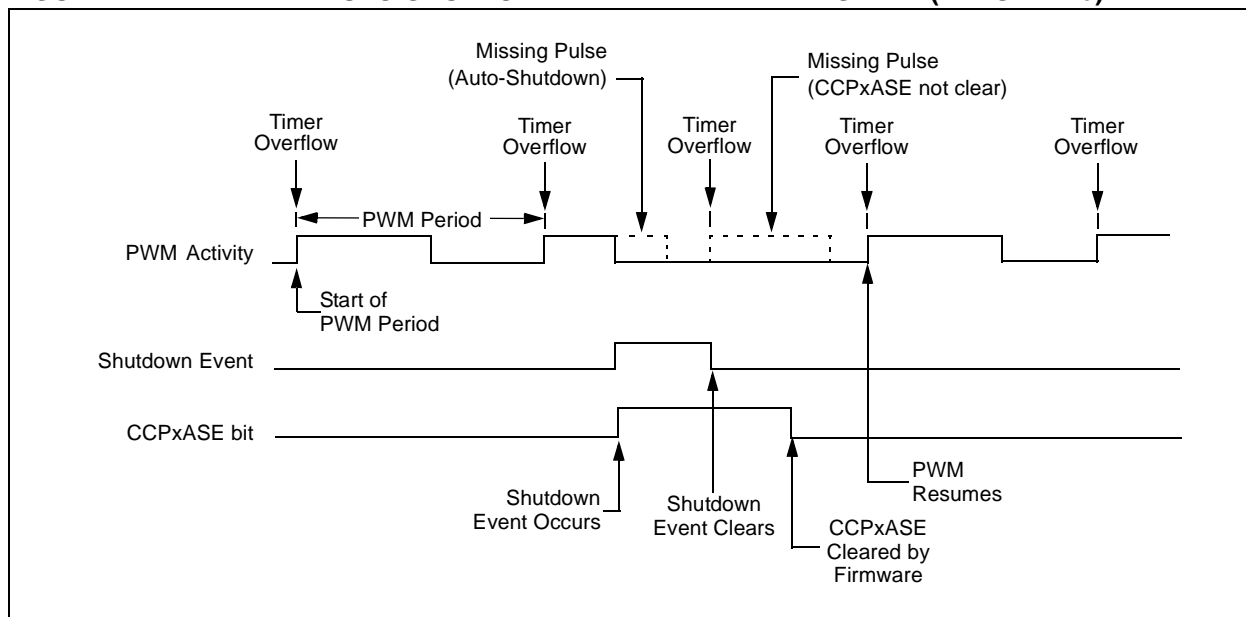 Missing Pulse
(Auto-Shutdown)
Missing Pulse
(CCPxASE not clear)
Timer
Overflow
Timer
Overflow
Timer
Overflow
Timer
Overflow
Timer
Overflow
PWM Period
PWM Activity
Start of
PWM Period
Shutdown Event
CCPxASE bit
Shutdown
Event Occurs
Shutdown
Event Clears
CCPxASE
Cleared by
Firmware
PWM
Resumes